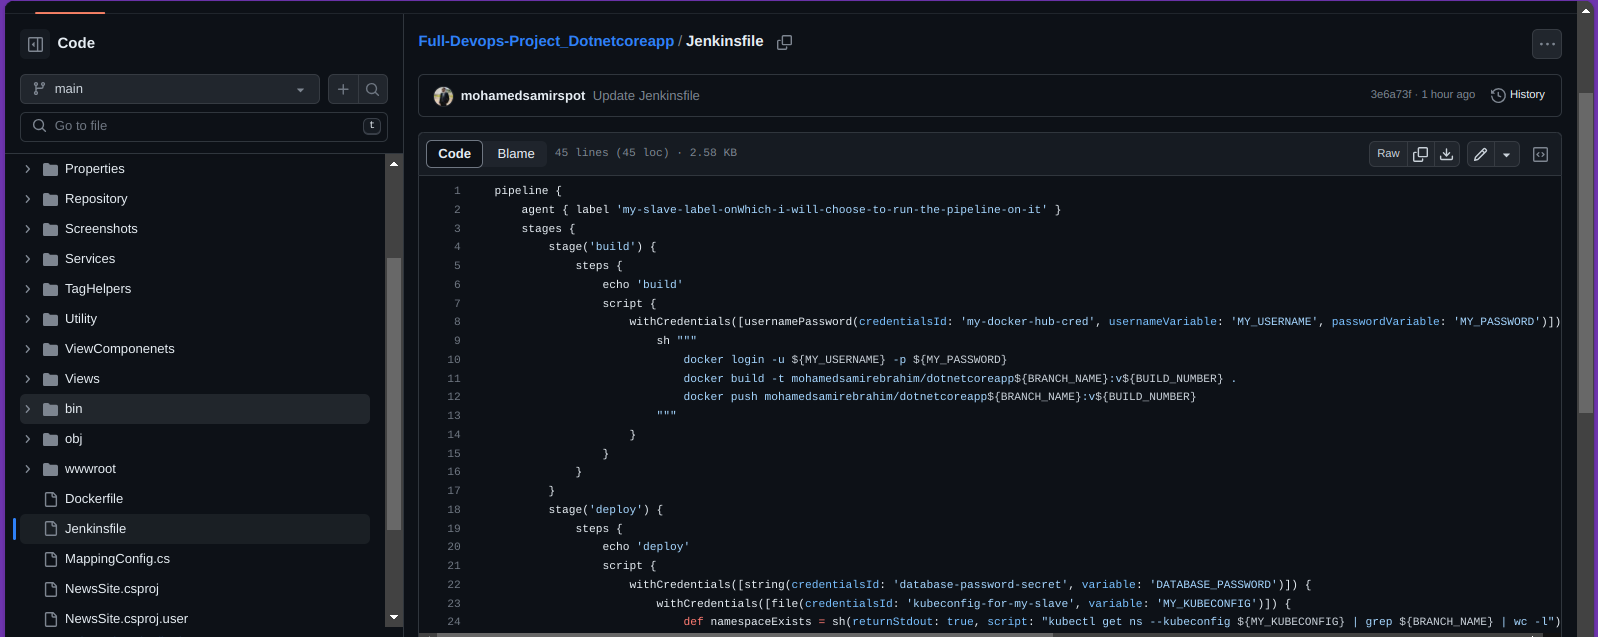 Code
main
Go to file
t
Properties
Repository
Screenshots
Services
TagHelpers
Utility
ViewComponenets
Views
bin
obj
wwwroot
Dockerfile
Jenkinsfile
MappingConfig.cs
NewsSite.csproj
NewsSite.csproj.user
Full-Devops-Project_Dotnetcoreapp / Jenkinsfile
mohamedsamirspot Update Jenkinsfile
3e6a73f · 1 hour ago
History
Code
Blame
45 lines (45 loc) · 2.58 KB
Raw
1 pipeline {
2 agent { label 'my-slave-label-onWhich-i-will-choose-to-run-the-pipeline-on-it' }
3 stages {
4 stage('build') {
5 steps {
6 echo 'build'
7 script {
8 withCredentials([usernamePassword(credentialsId: 'my-docker-hub-cred', usernameVariable: 'MY_USERNAME', passwordVariable: 'MY_PASSWORD')])
9 sh """
10 docker login -u ${MY_USERNAME} -p ${MY_PASSWORD}
11 docker build -t mohamedsamirebrahim/dotnetcoreapp${BRANCH_NAME}:v${BUILD_NUMBER} .
12 docker push mohamedsamirebrahim/dotnetcoreapp${BRANCH_NAME}:v${BUILD_NUMBER}
13 """
14 }
15 }
16 }
17 }
18 stage('deploy') {
19 steps {
20 echo 'deploy'
21 script {
22 withCredentials([string(credentialsId: 'database-password-secret', variable: 'DATABASE_PASSWORD')]) {
23 withCredentials([file(credentialsId: 'kubeconfig-for-my-slave', variable: 'MY_KUBECONFIG')]) {
24 def namespaceExists = sh(returnStdout: true, script: "kubectl get ns --kubeconfig ${MY_KUBECONFIG} | grep ${BRANCH_NAME} | wc -l")